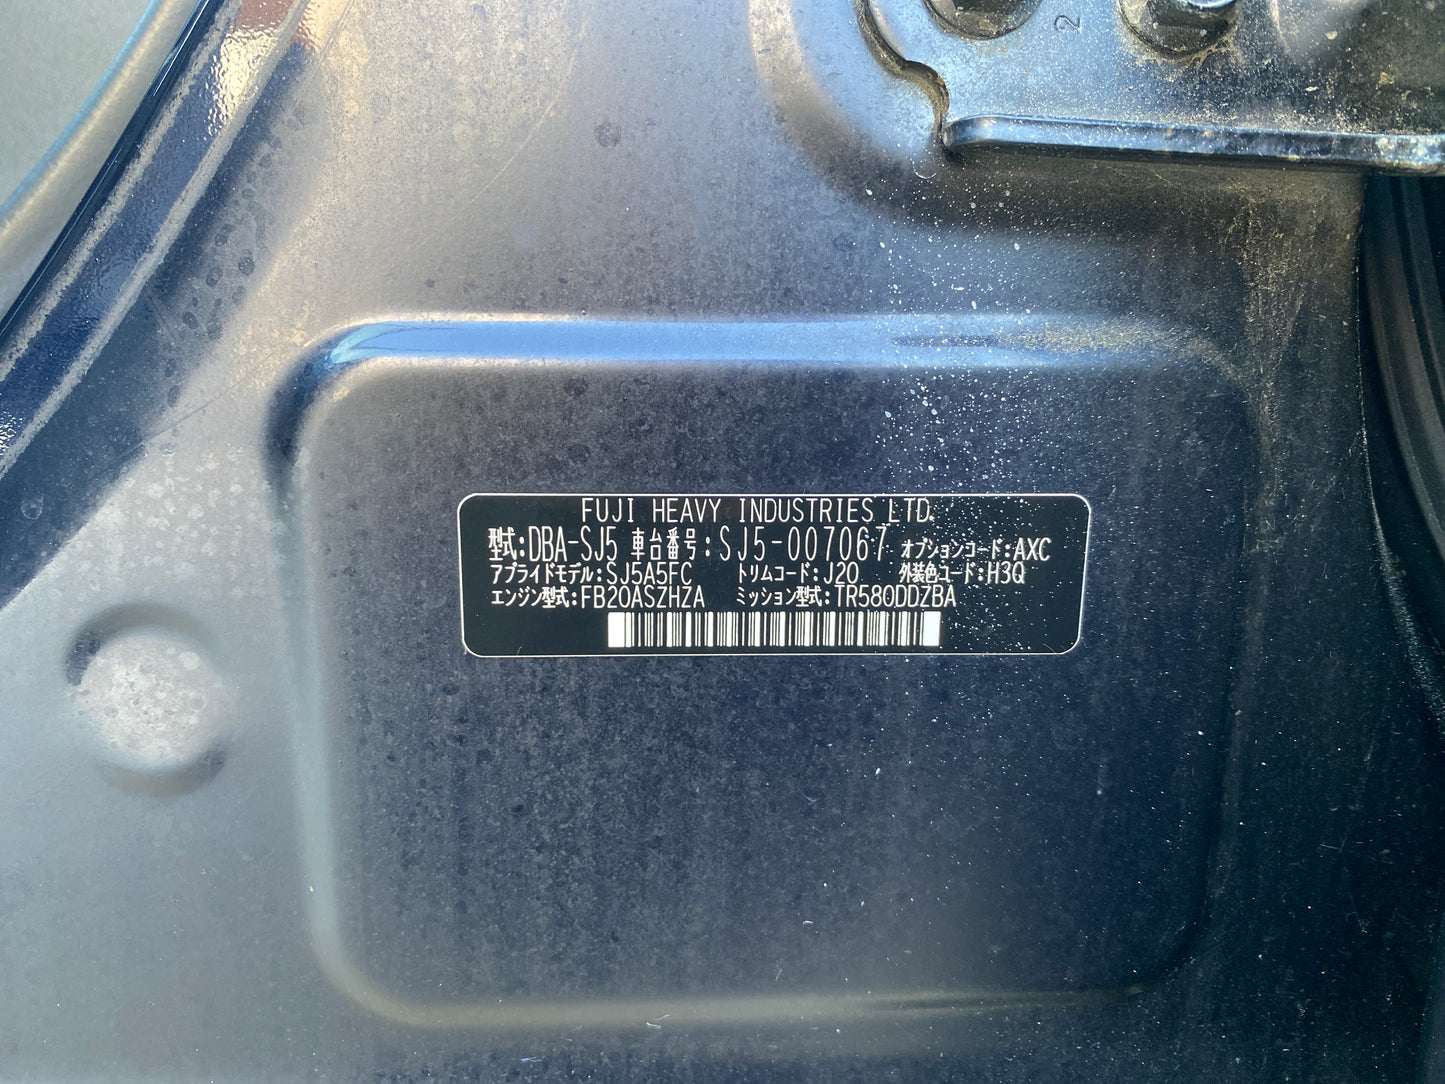 2
FUJI HEAVY INDUSTRIES LTD.
型式:DBA-SJ5 車台番号:SJ5-007067 オプションコード:AXC
アプライドモデル:SJ5A5FC トリムコード:J20 外装色コード:H3Q
エンジン型式:FB20ASZHZA ミッション型式:TR580DDZBA